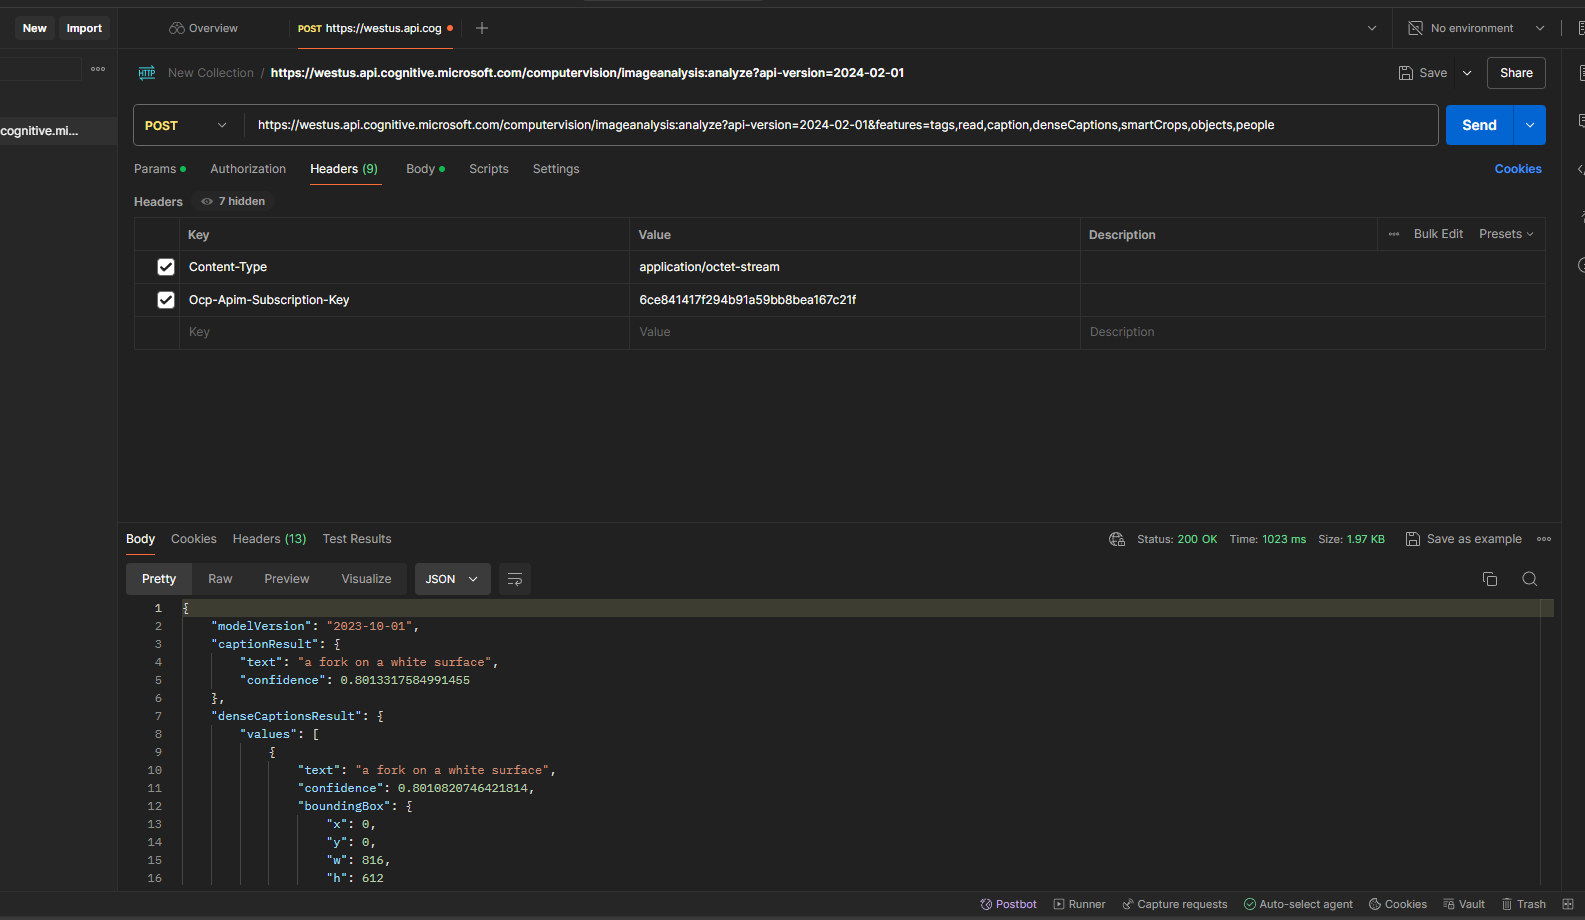 New Import
Overview
POST https://westus.api.cog
No environment
New Collection / https://westus.api.cognitive.microsoft.com/computervision/imageanalysis:analyze?api-version=2024-02-01
Save
Share
cognitive.mi...
POST
https://westus.api.cognitive.microsoft.com/computervision/imageanalysis:analyze?api-version=2024-02-01&features=tags,read,caption,denseCaptions,smartCrops,objects,people
Send
Params Authorization Headers (9) Body Scripts Settings
Cookies
Headers 7 hidden
Key Value Description Bulk Edit Presets
Content-Type application/octet-stream
Ocp-Apim-Subscription-Key 6ce841417f294b91a59bb8bea167c21f
Key Value Description
Body Cookies Headers (13) Test Results
Status: 200 OK Time: 1023 ms Size: 1.97 KB Save as example
Pretty Raw Preview Visualize JSON
1 {
2 "modelVersion": "2023-10-01",
3 "captionResult": {
4 "text": "a fork on a white surface",
5 "confidence": 0.8013317584991455
6 },
7 "denseCaptionsResult": {
8 "values": [
9 {
10 "text": "a fork on a white surface",
11 "confidence": 0.8010820746421814,
12 "boundingBox": {
13 "x": 0,
14 "y": 0,
15 "w": 816,
16 "h": 612
Postbot Runner Capture requests Auto-select agent Cookies Vault Trash